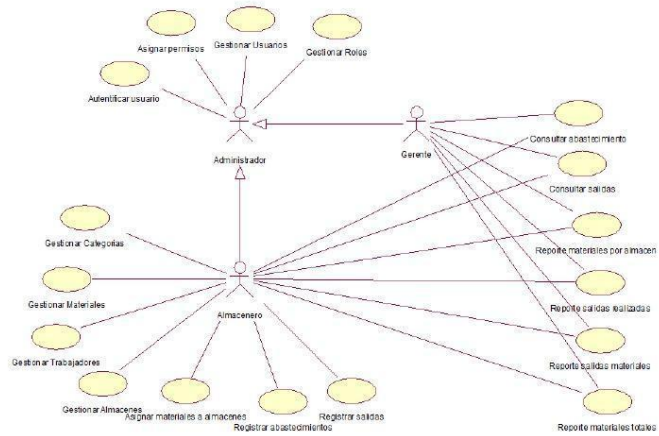 Gestionar Usuarios
Asignar permisos
Gestionar Roles
Autentificar usuario
Administrador
Gerente
Consultar abastecimiento
Consultar salidas
Gestionar Categorias
Reporte materiales por almacen
Gestionar Materiales
Almacenero
Reporte salidas realizadas
Gestionar Trabajadores
Reporte salidas materiales
Gestionar Almacenes
Asignar materiales a almacenes
Registrar abastecimientos
Registrar salidas
Reporte materiales totales